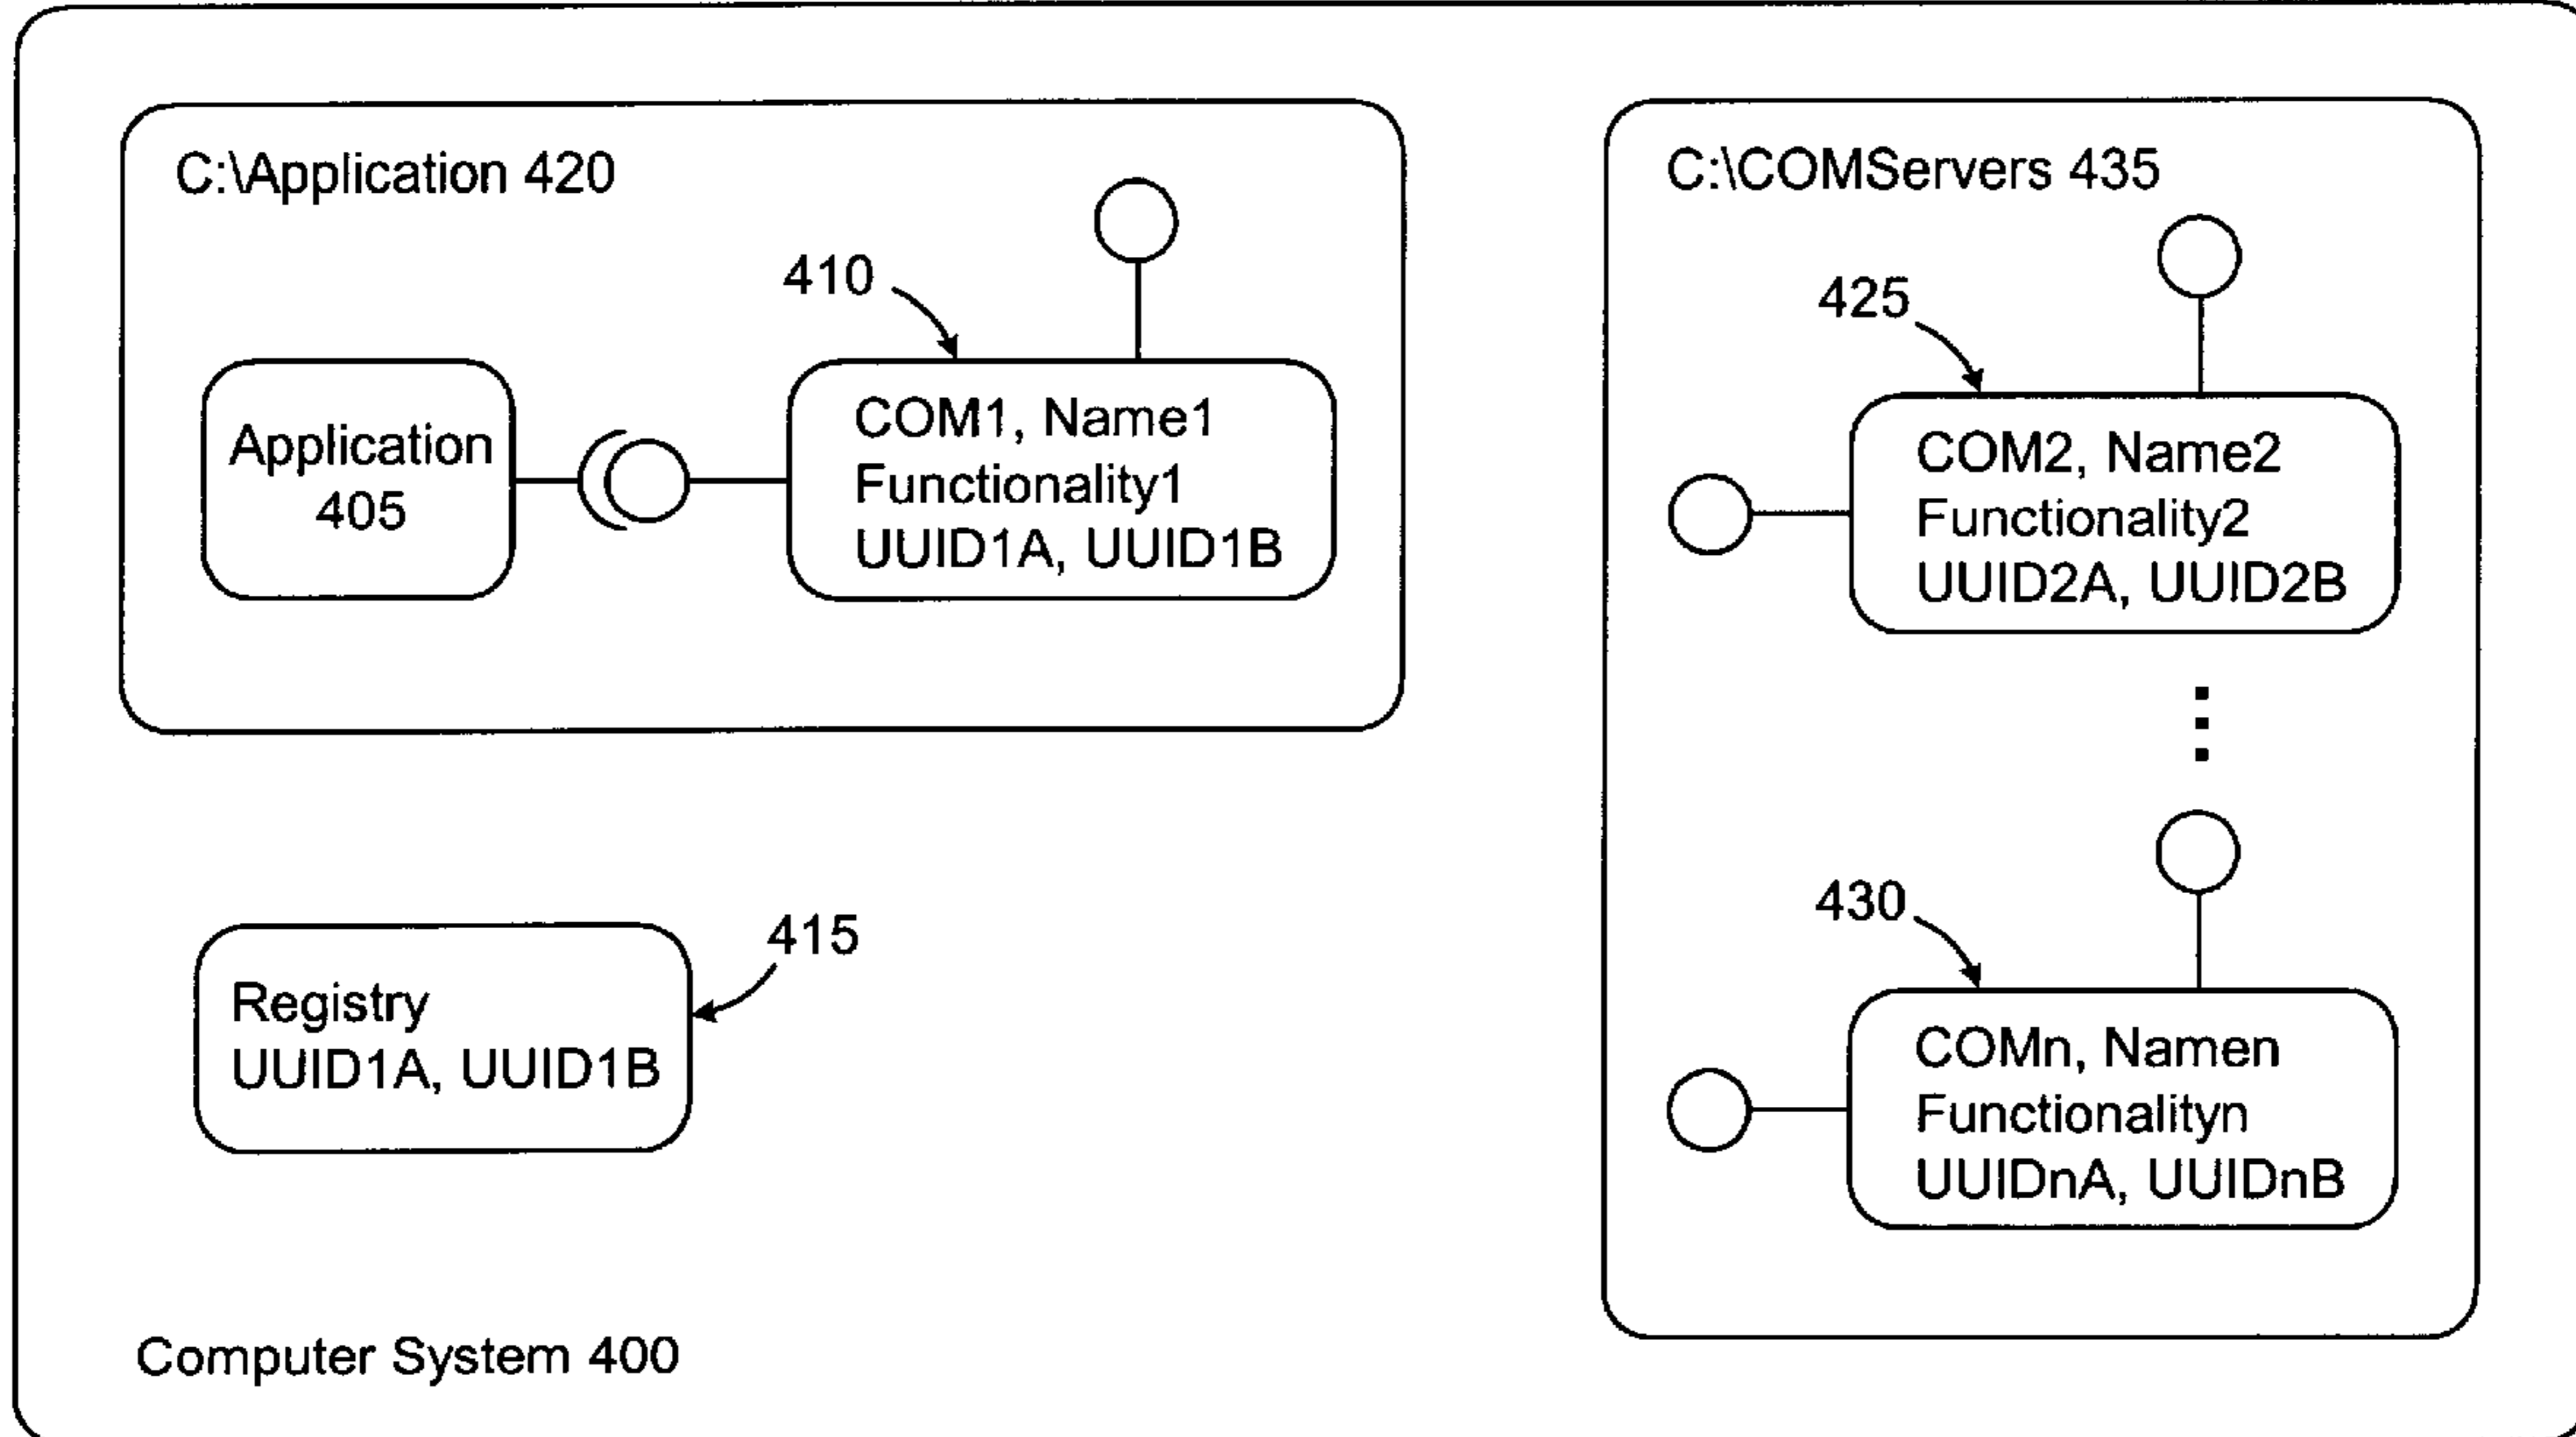 C:\Application 420
410
Application
405
COM1, Name1
Functionality1
UUID1A, UUID1B
C:\COMServers 435
425
COM2, Name2
Functionality2
UUID2A, UUID2B
430
COMn, Namen
Functionalityn
UUIDnA, UUIDnB
415
Registry
UUID1A, UUID1B
Computer System 400